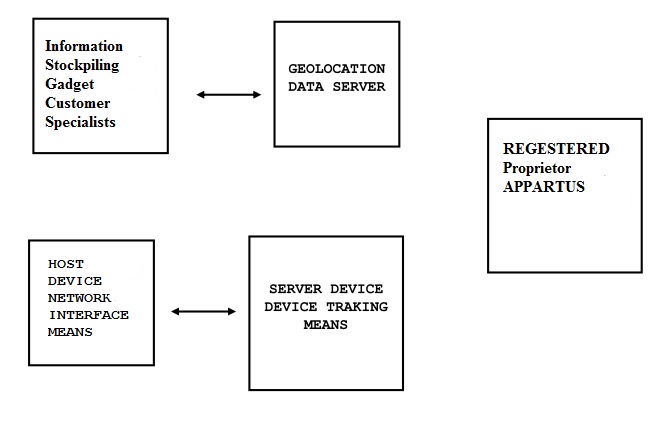 Information
Stockpiling
Gadget
Customer
Specialists
GEOLOCATION
DATA SERVER
REGESTERED
Proprietor
APPARTUS
HOST
DEVICE
NETWORK
INTERFACE
MEANS
SERVER DEVICE
DEVICE TRAKING
MEANS